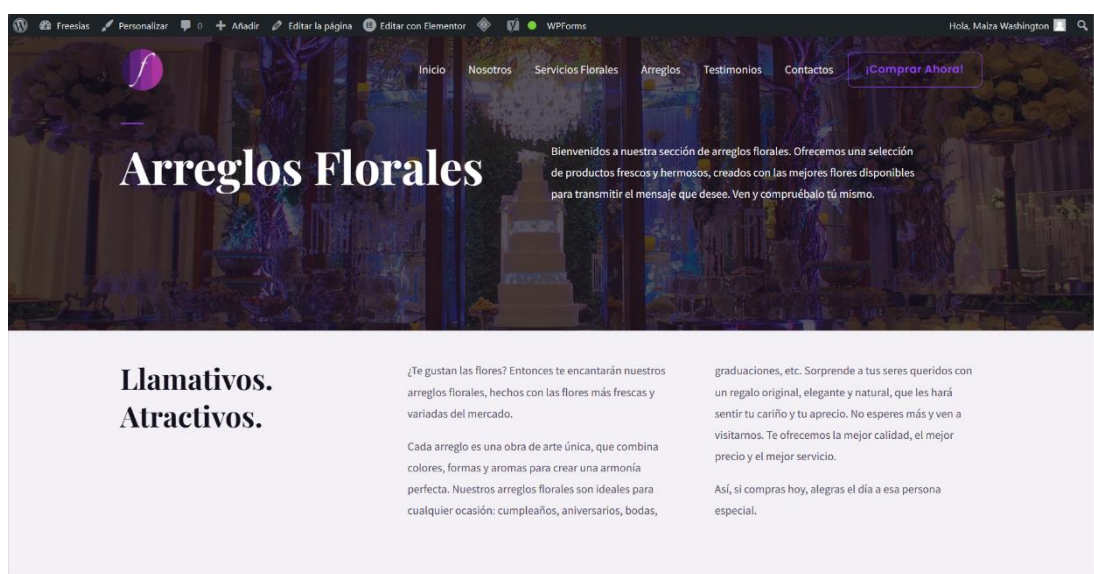 Freesias Personalizar 0 Añadir Editar la página Editar con Elementor WPForms Hola, Maiza Washington
f
Inicio Nosotros Servicios Florales Arreglos Testimonios Contactos ¡Comprar Ahora!
Arreglos Florales
Bienvenidos a nuestra sección de arreglos florales. Ofrecemos una selección
de productos frescos y hermosos, creados con las mejores flores disponibles
para transmitir el mensaje que desee. Ven y compruébalo tú mismo.
Llamativos.
Atractivos.
¿Te gustan las flores? Entonces te encantarán nuestros
arreglos florales, hechos con las flores más frescas y
variadas del mercado.
Cada arreglo es una obra de arte única, que combina
colores, formas y aromas para crear una armonía
perfecta. Nuestros arreglos florales son ideales para
cualquier ocasión: cumpleaños, aniversarios, bodas,
graduaciones, etc. Sorprende a tus seres queridos con
un regalo original, elegante y natural, que les hará
sentir tu cariño y tu aprecio. No esperes más y ven a
visitarnos. Te ofrecemos la mejor calidad, el mejor
precio y el mejor servicio.
Así, si compras hoy, alegras el día a esa persona
especial.